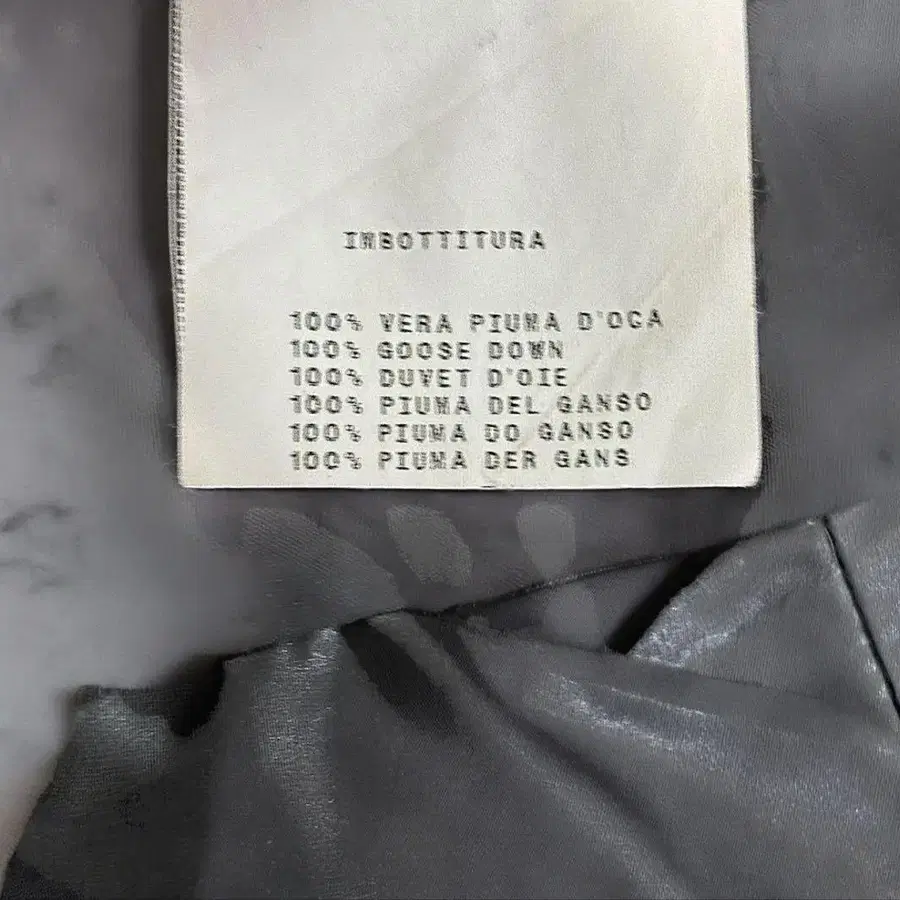 IMBOTTITURA
100% VERA PIUMA D'OCA
100% GOOSE DOWN
100% DUVET D'OIE
100% PIUMA DEL GANSO
100% PIUMA DO GANSO
100% PIUMA DER GANS